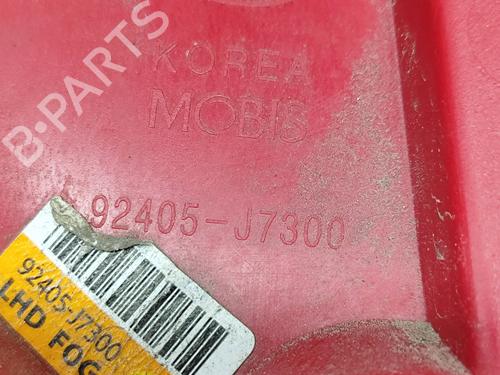 B-PARTS
KOREA
MOBIS
92405-J7300
92405-J7300
LHD FOG